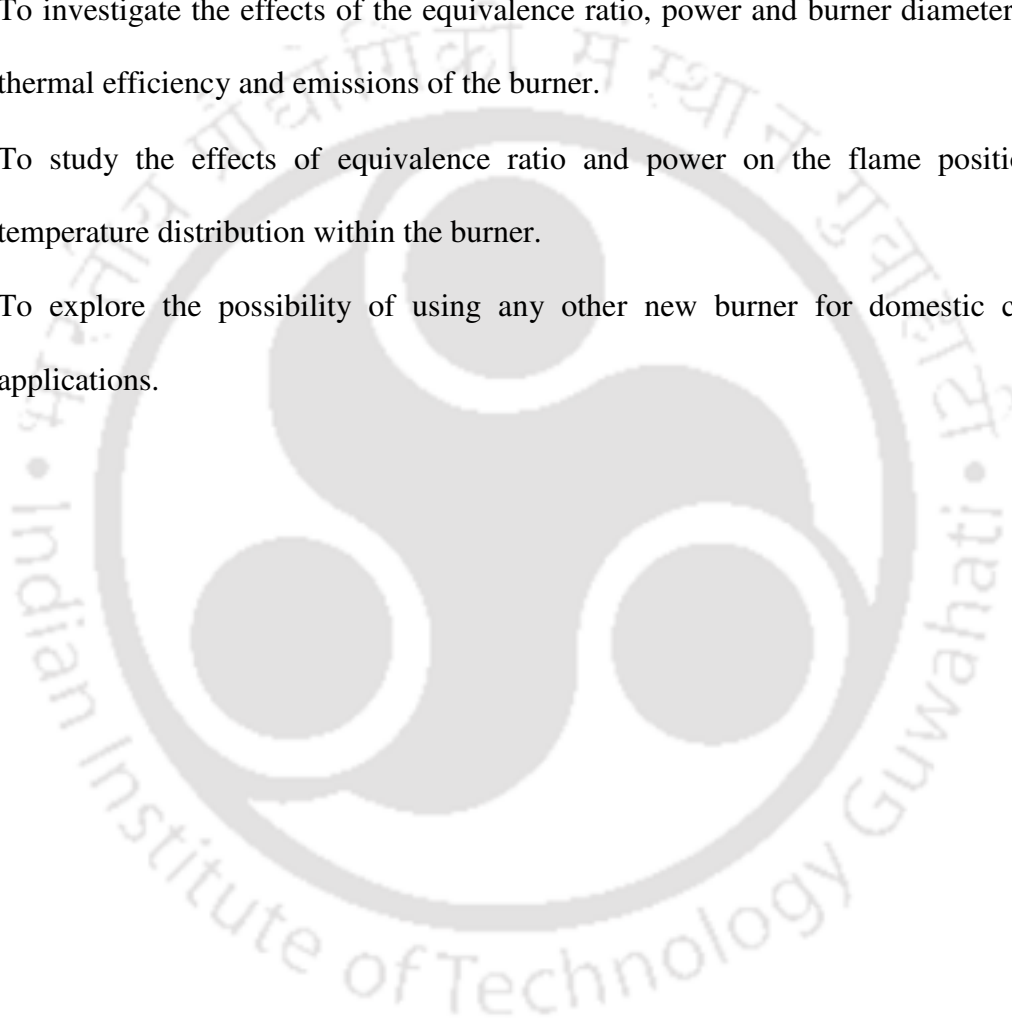 To investigate the effects of the equivalence ratio, power and burner diameter
thermal efficiency and emissions of the burner.
To study the effects of equivalence ratio and power on the flame
temperature distribution within the burner.
To explore the possibility of using any other new burner for domestic
applications.
Indian Institute of Technology Guwahati